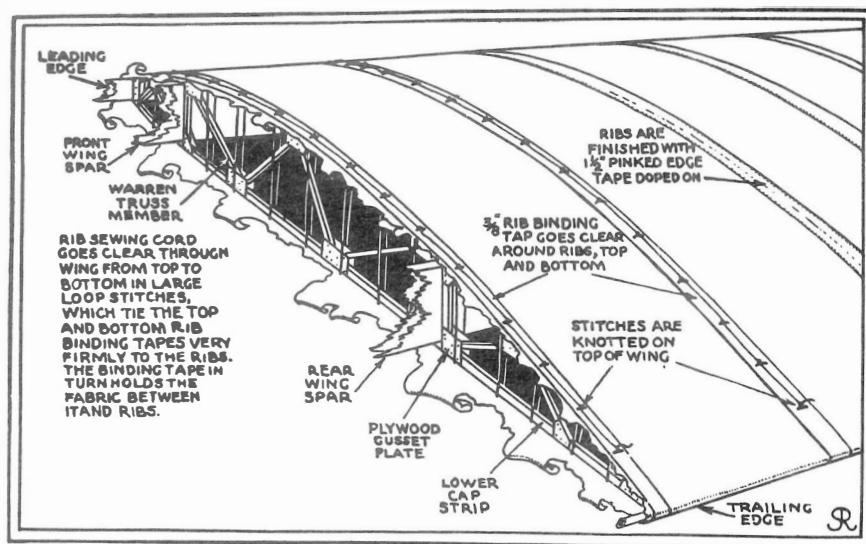 LEADING
EDGE
FRONT
WING
SPAR
WARREN
TRUSS
MEMBER
RIB SEWING CORD
GOES CLEAR THROUGH
WING FROM TOP TO
BOTTOM IN LARGE
LOOP STITCHES,
WHICH TIE THE TOP
AND BOTTOM RIB
BINDING TAPES VERY
FIRMLY TO THE RIBS.
THE BINDING TAPE IN
TURN HOLDS THE
FABRIC BETWEEN
IT AND RIBS.
RIBS ARE
FINISHED WITH
1½" PINKED EDGE
TAPE DOPED ON
3/8" RIB BINDING
TAP GOES CLEAR
AROUND RIBS, TOP
AND BOTTOM
STITCHES ARE
KNOTTED ON
TOP OF WING
REAR
WING
SPAR
PLYWOOD
GUSSET
PLATE
LOWER
CAP
STRIP
TRAILING
EDGE